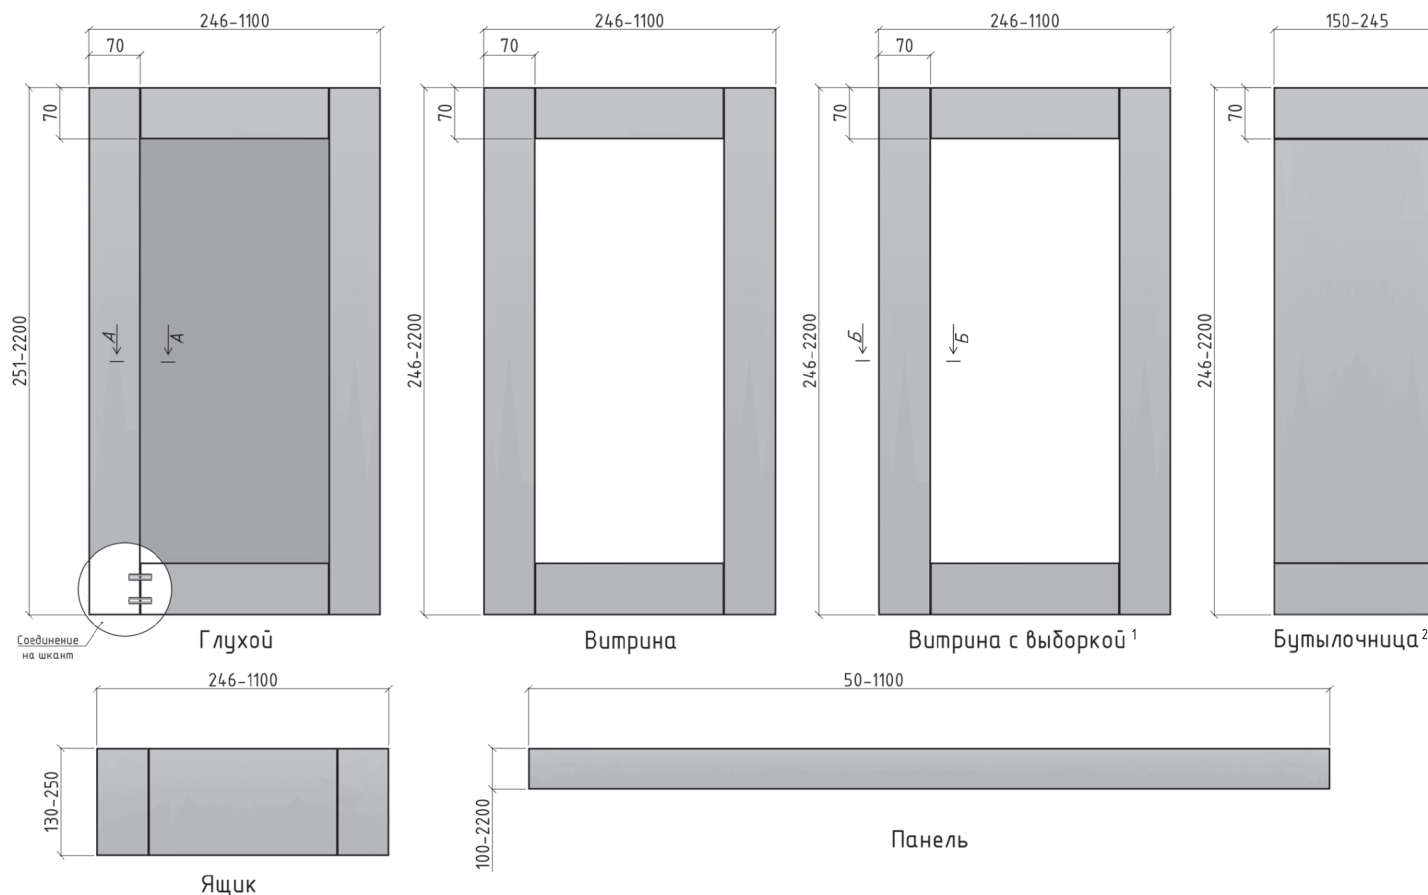 246-1100
70
70
251-2200
А
А
Соединение
на шкант
Глухой
246-1100
70
70
246-2200
Витрина
246-1100
70
70
246-2200
Б
Б
Витрина с выборкой 1
150-245
70
246-2200
Бутылочница 2
246-1100
130-250
Ящик
50-1100
100-2200
Панель